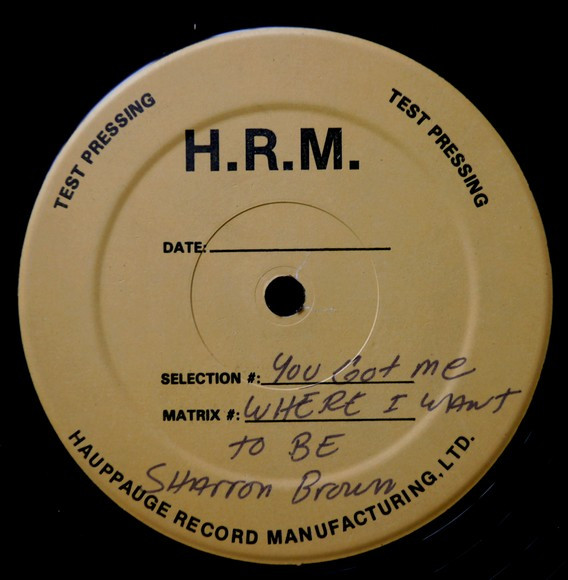 TEST PRESSING
TEST PRESSING
H.R.M.
DATE:
SELECTION #: You Got me
MATRIX #: WHERE I WANT
to BE
SHArron Brown
HAUPPAUGE RECORD MANUFACTURING, LTD.